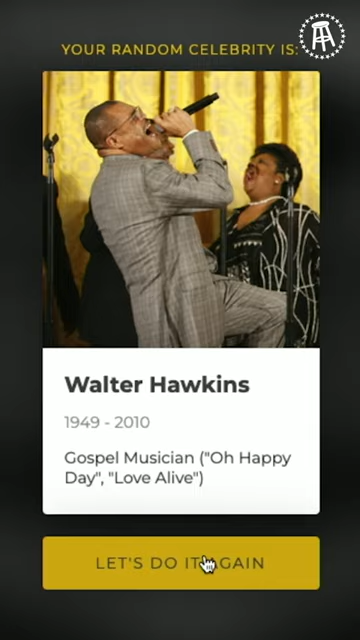 YOUR RANDOM CELEBRITY IS:
Walter Hawkins
1949 - 2010
Gospel Musician ("Oh Happy
Day", "Love Alive")
LET'S DO IT AGAIN